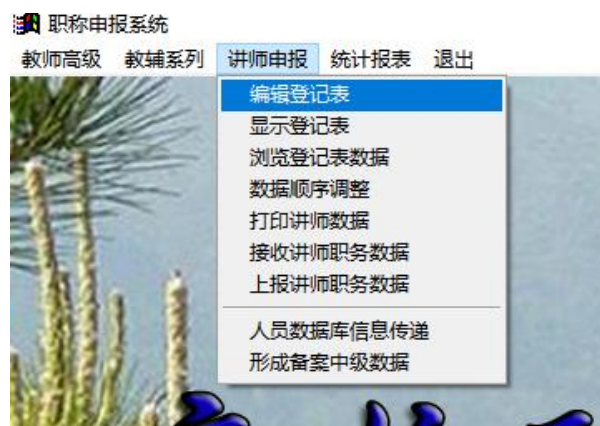 职称申报系统
教师高级 教辅系列 讲师申报 统计报表 退出
编辑登记表
显示登记表
浏览登记表数据
数据顺序调整
打印讲师数据
接收讲师职务数据
上报讲师职务数据
人员数据库信息传递
形成备案中级数据